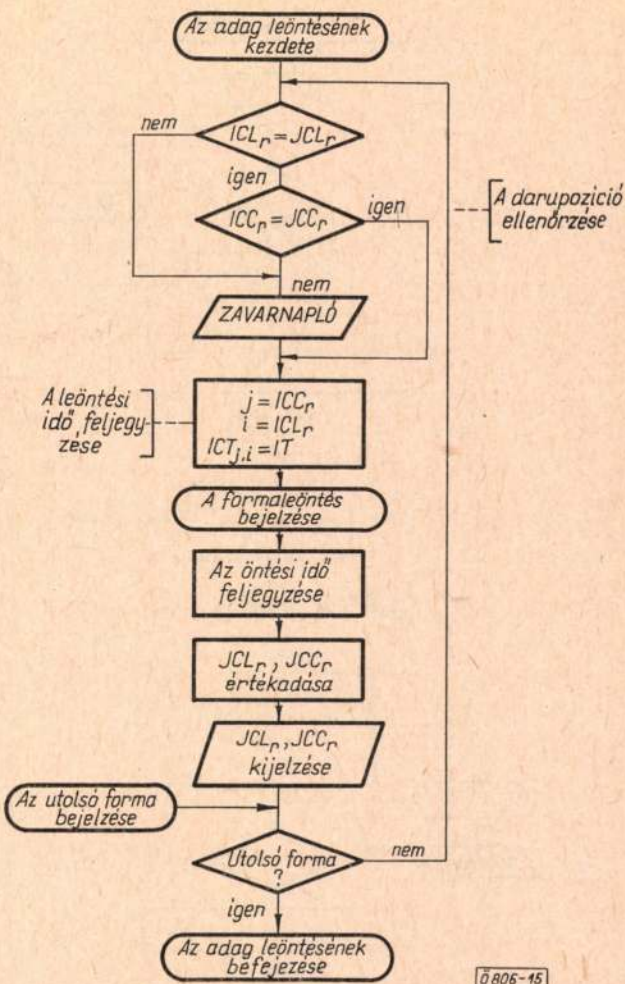 Az adag leöntésének
kezdete
nem
ICLr = JCLr
igen
ICCr = JCCr
igen
A darupozíció
ellenőrzése
nem
ZAVARNAPLÓ
A leöntési
idő feljegy
zése
j = ICCr
i = ICLr
ICTj,i = IT
A formaleöntés
bejelzése
Az öntési idő
feljegyzése
JCLr, JCCr
értékadása
JCLr, JCCr
kijelzése
Az utolsó forma
bejelzése
Utolsó forma
?
nem
igen
Az adag leöntésének
befejezése
Ö806-15